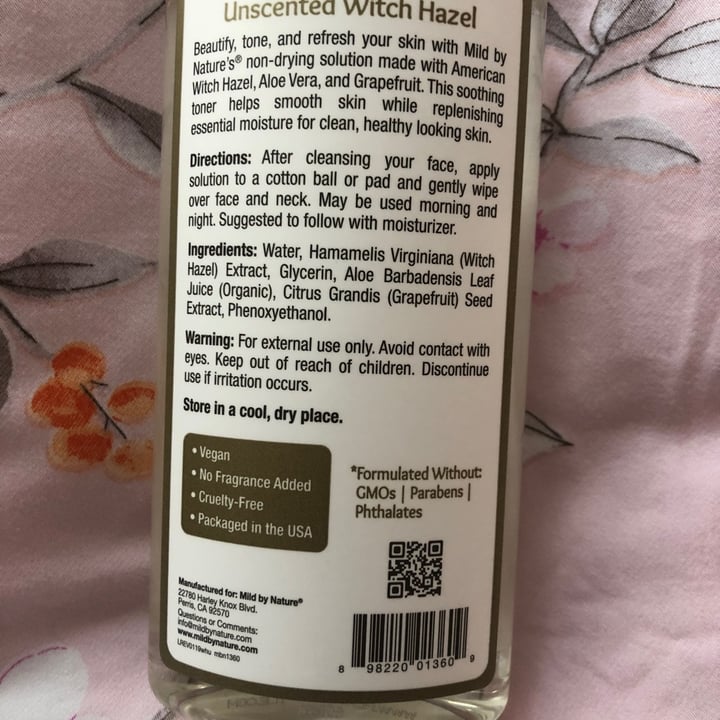 Unscented Witch Hazel
Beautify, tone, and refresh your skin with Mild by
Nature's® non-drying solution made with American
Witch Hazel, Aloe Vera, and Grapefruit. This soothing
toner helps smooth skin while replenishing
essential moisture for clean, healthy looking skin.
Directions: After cleansing your face, apply
solution to a cotton ball or pad and gently wipe
over face and neck. May be used morning and
night. Suggested to follow with moisturizer.
Ingredients: Water, Hamamelis Virginiana (Witch
Hazel) Extract, Glycerin, Aloe Barbadensis Leaf
Juice (Organic), Citrus Grandis (Grapefruit) Seed
Extract, Phenoxyethanol.
Warning: For external use only. Avoid contact with
eyes. Keep out of reach of children. Discontinue
use if irritation occurs.
Store in a cool, dry place.
• Vegan
• No Fragrance Added
• Cruelty-Free
• Packaged in the USA
*Formulated Without:
GMOs | Parabens |
Phthalates
Manufactured for: Mild by Nature®
22780 Harley Knox Blvd.
Perris, CA 92570
Questions or Comments:
info@mildbynature.com
www.mildbynature.com
LREV0119whu mbn1360
8 98220 01360 9